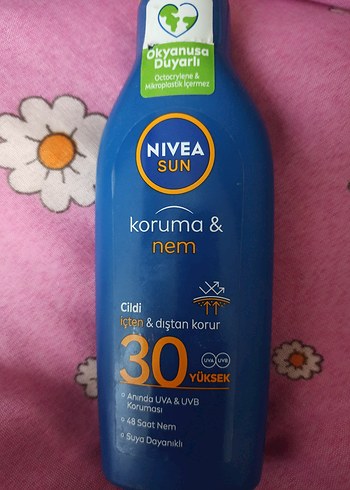 Okyanusa
Duyarlı
Octocrylene &
Mikroplastik İçermez
NIVEA
SUN
koruma &
nem
Cildi
içten & dıştan korur
30
UVA UVB
YÜKSEK
Anında UVA & UVB
Koruması
48 Saat Nem
Suya Dayanıklı